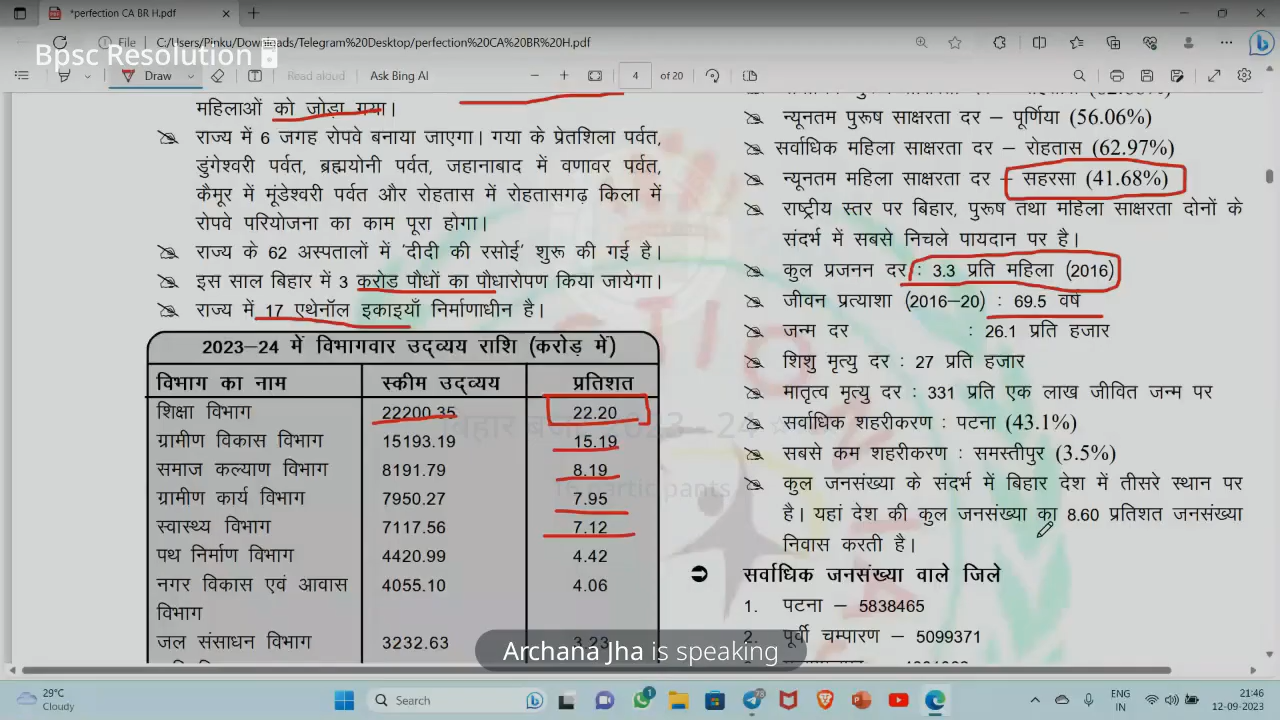 *perfection CA BR H.pdf
File C:/Users/Pinku/Downloads/Telegram%20Desktop/perfection%20CA%20BR%20H.pdf
Bpsc Resolution
Draw Read aloud Ask Bing AI 4 of 20
महिलाओं को जोड़ा गया।
राज्य में 6 जगह रोपवे बनाया जाएगा। गया के प्रेतशिला पर्वत,
डुंगेश्वरी पर्वत, ब्रह्मयोनी पर्वत, जहानाबाद में वणावर पर्वत,
कैमूर में मूंडेश्वरी पर्वत और रोहतास में रोहतासगढ़ किला में
रोपवे परियोजना का काम पूरा होगा।
राज्य के 62 अस्पतालों में 'दीदी की रसोई' शुरू की गई है।
इस साल बिहार में 3 करोड़ पौधों का पौधारोपण किया जायेगा।
राज्य में 17 एथेनॉल इकाइयाँ निर्माणाधीन है।
2023–24 में विभागवार उद्व्यय राशि (करोड़ में)
विभाग का नाम स्कीम उद्व्यय प्रतिशत
शिक्षा विभाग 22200.35 22.20
ग्रामीण विकास विभाग 15193.19 15.19
समाज कल्याण विभाग 8191.79 8.19
ग्रामीण कार्य विभाग 7950.27 7.95
स्वास्थ्य विभाग 7117.56 7.12
पथ निर्माण विभाग 4420.99 4.42
नगर विकास एवं आवास 4055.10 4.06
विभाग
जल संसाधन विभाग 3232.63 3.23
न्यूनतम पुरूष साक्षरता दर – पूर्णिया (56.06%)
सर्वाधिक महिला साक्षरता दर – रोहतास (62.97%)
न्यूनतम महिला साक्षरता दर – सहरसा (41.68%)
राष्ट्रीय स्तर पर बिहार, पुरूष तथा महिला साक्षरता दोनों के
संदर्भ में सबसे निचले पायदान पर है।
कुल प्रजनन दर : 3.3 प्रति महिला (2016)
जीवन प्रत्याशा (2016-20) : 69.5 वर्ष
जन्म दर : 26.1 प्रति हजार
शिशु मृत्यु दर : 27 प्रति हजार
मातृत्व मृत्यु दर : 331 प्रति एक लाख जीवित जन्म पर
सर्वाधिक शहरीकरण : पटना (43.1%)
सबसे कम शहरीकरण : समस्तीपुर (3.5%)
कुल जनसंख्या के संदर्भ में बिहार देश में तीसरे स्थान पर
है। यहां देश की कुल जनसंख्या का 8.60 प्रतिशत जनसंख्या
निवास करती है।
सर्वाधिक जनसंख्या वाले जिले
1. पटना – 5838465
2. पूर्वी चम्पारण – 5099371
बिहार बजट 2023–24
16 participants
Archana Jha is speaking
29°C
Cloudy
Search
ENG
IN
21:46
12-09-2023